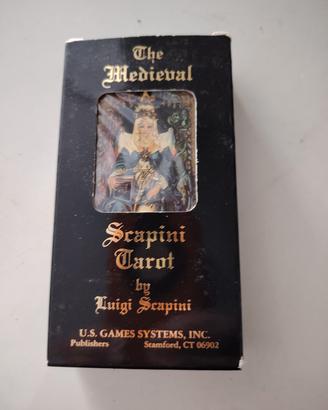 The
Medieval
Scapini
Tarot
by
Luigi Scapini
U.S. GAMES SYSTEMS, INC.
Publishers Stamford, CT 06902